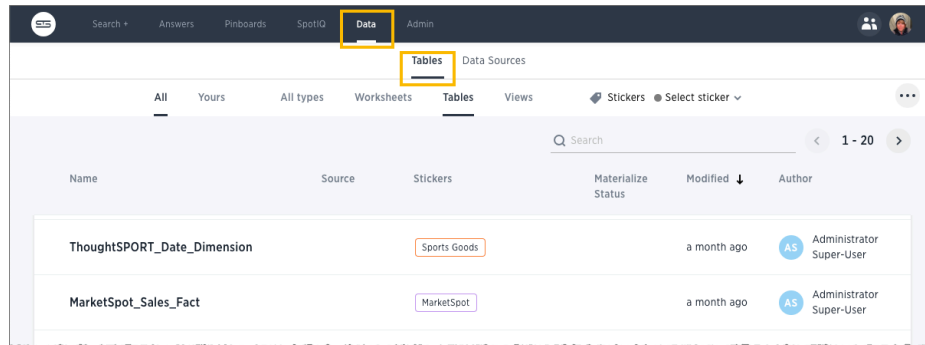 Search + Answers Pinboards SpotIQ Data Admin
Tables Data Sources
All Yours All types Worksheets Tables Views Stickers Select sticker
Search 1 - 20
Name Source Stickers Materialize Status Modified Author
ThoughtSPORT_Date_Dimension Sports Goods a month ago AS Administrator Super-User
MarketSpot_Sales_Fact MarketSpot a month ago AS Administrator Super-User